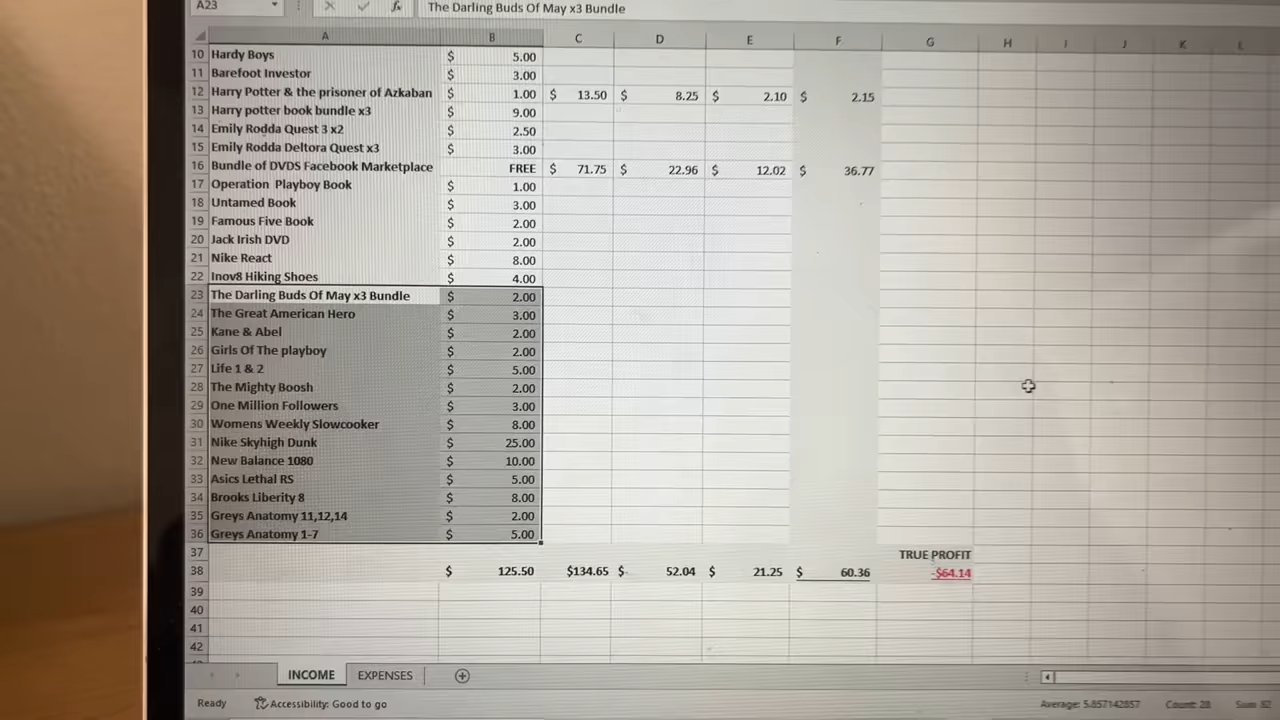 A23 fx The Darling Buds Of May x3 Bundle
A B C D E F G H I J K L
10 Hardy Boys $ 5.00
11 Barefoot Investor $ 3.00
12 Harry Potter & the prisoner of Azkaban $ 1.00 $ 13.50 $ 8.25 $ 2.10 $ 2.15
13 Harry potter book bundle x3 $ 9.00
14 Emily Rodda Quest 3 x2 $ 2.50
15 Emily Rodda Deltora Quest x3 $ 3.00
16 Bundle of DVDS Facebook Marketplace FREE $ 71.75 $ 22.96 $ 12.02 $ 36.77
17 Operation Playboy Book $ 1.00
18 Untamed Book $ 3.00
19 Famous Five Book $ 2.00
20 Jack Irish DVD $ 2.00
21 Nike React $ 8.00
22 Inov8 Hiking Shoes $ 4.00
23 The Darling Buds Of May x3 Bundle $ 2.00
24 The Great American Hero $ 3.00
25 Kane & Abel $ 2.00
26 Girls Of The playboy $ 2.00
27 Life 1 & 2 $ 5.00
28 The Mighty Boosh $ 2.00
29 One Million Followers $ 3.00
30 Womens Weekly Slowcooker $ 8.00
31 Nike Skyhigh Dunk $ 25.00
32 New Balance 1080 $ 10.00
33 Asics Lethal RS $ 5.00
34 Brooks Liberity 8 $ 8.00
35 Greys Anatomy 11,12,14 $ 2.00
36 Greys Anatomy 1-7 $ 5.00
37 TRUE PROFIT
38 $ 125.50 $134.65 $ 52.04 $ 21.25 $ 60.36 -$64.14
39
40
41
42
INCOME EXPENSES
Ready Accessibility: Good to go Average: 5.857142857 Count: 28 Sum: 82